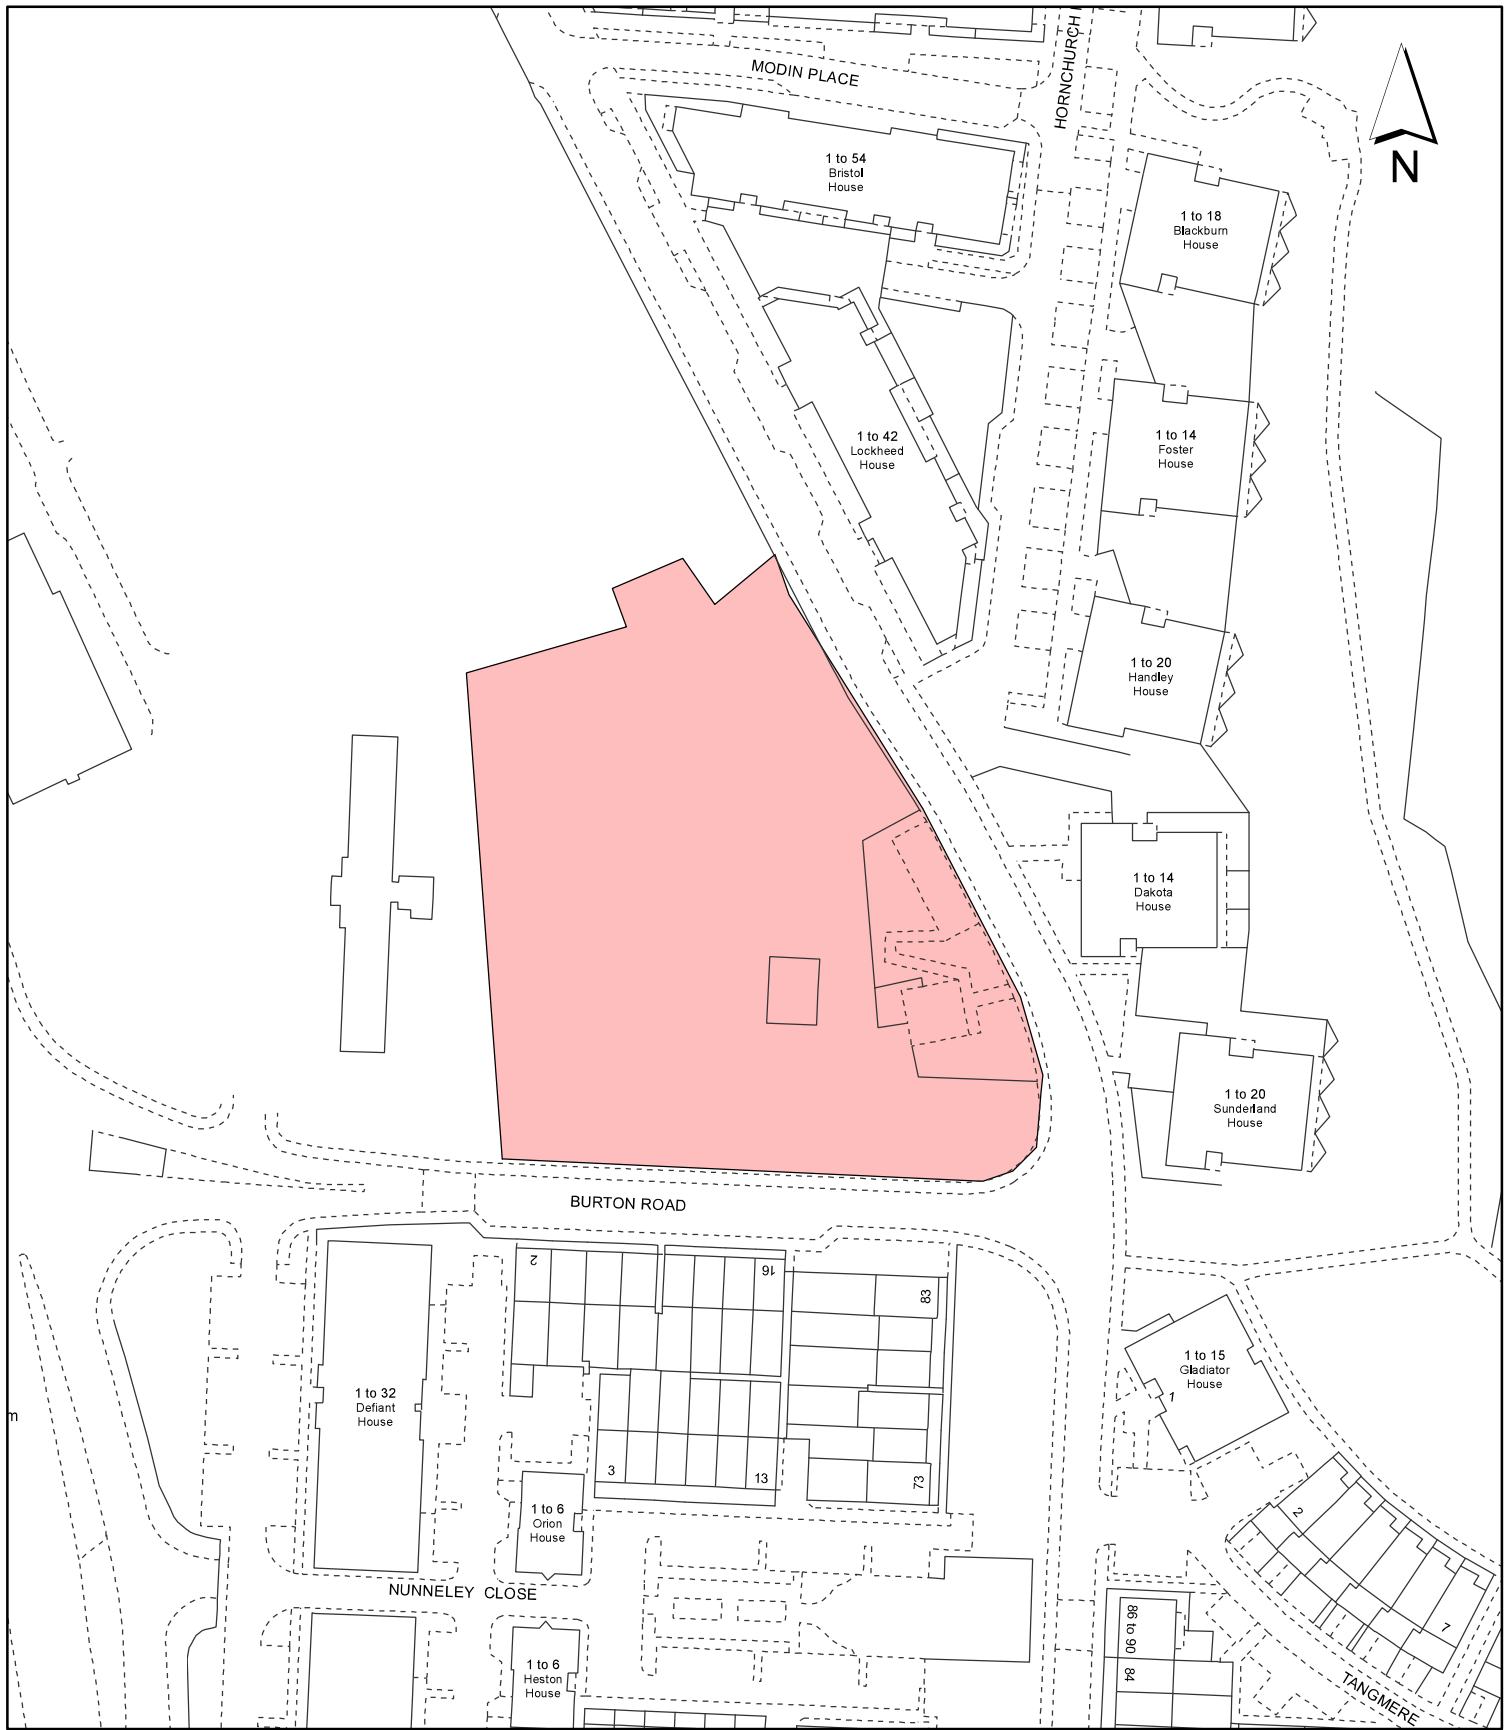 MODIN PLACE
HORNCHURCH
N
1 to 54
Bristol
House
1 to 18
Blackburn
House
1 to 42
Lockheed
House
1 to 14
Foster
House
1 to 20
Handley
House
1 to 14
Dakota
House
1 to 20
Sunderland
House
BURTON ROAD
2
16
83
1 to 15
Gladiator
House
1
1 to 32
Defiant
House
m
3
13
73
1 to 6
Orion
House
2
7
NUNNELEY CLOSE
1 to 6
Heston
House
86 to 90
84
TANGMERE